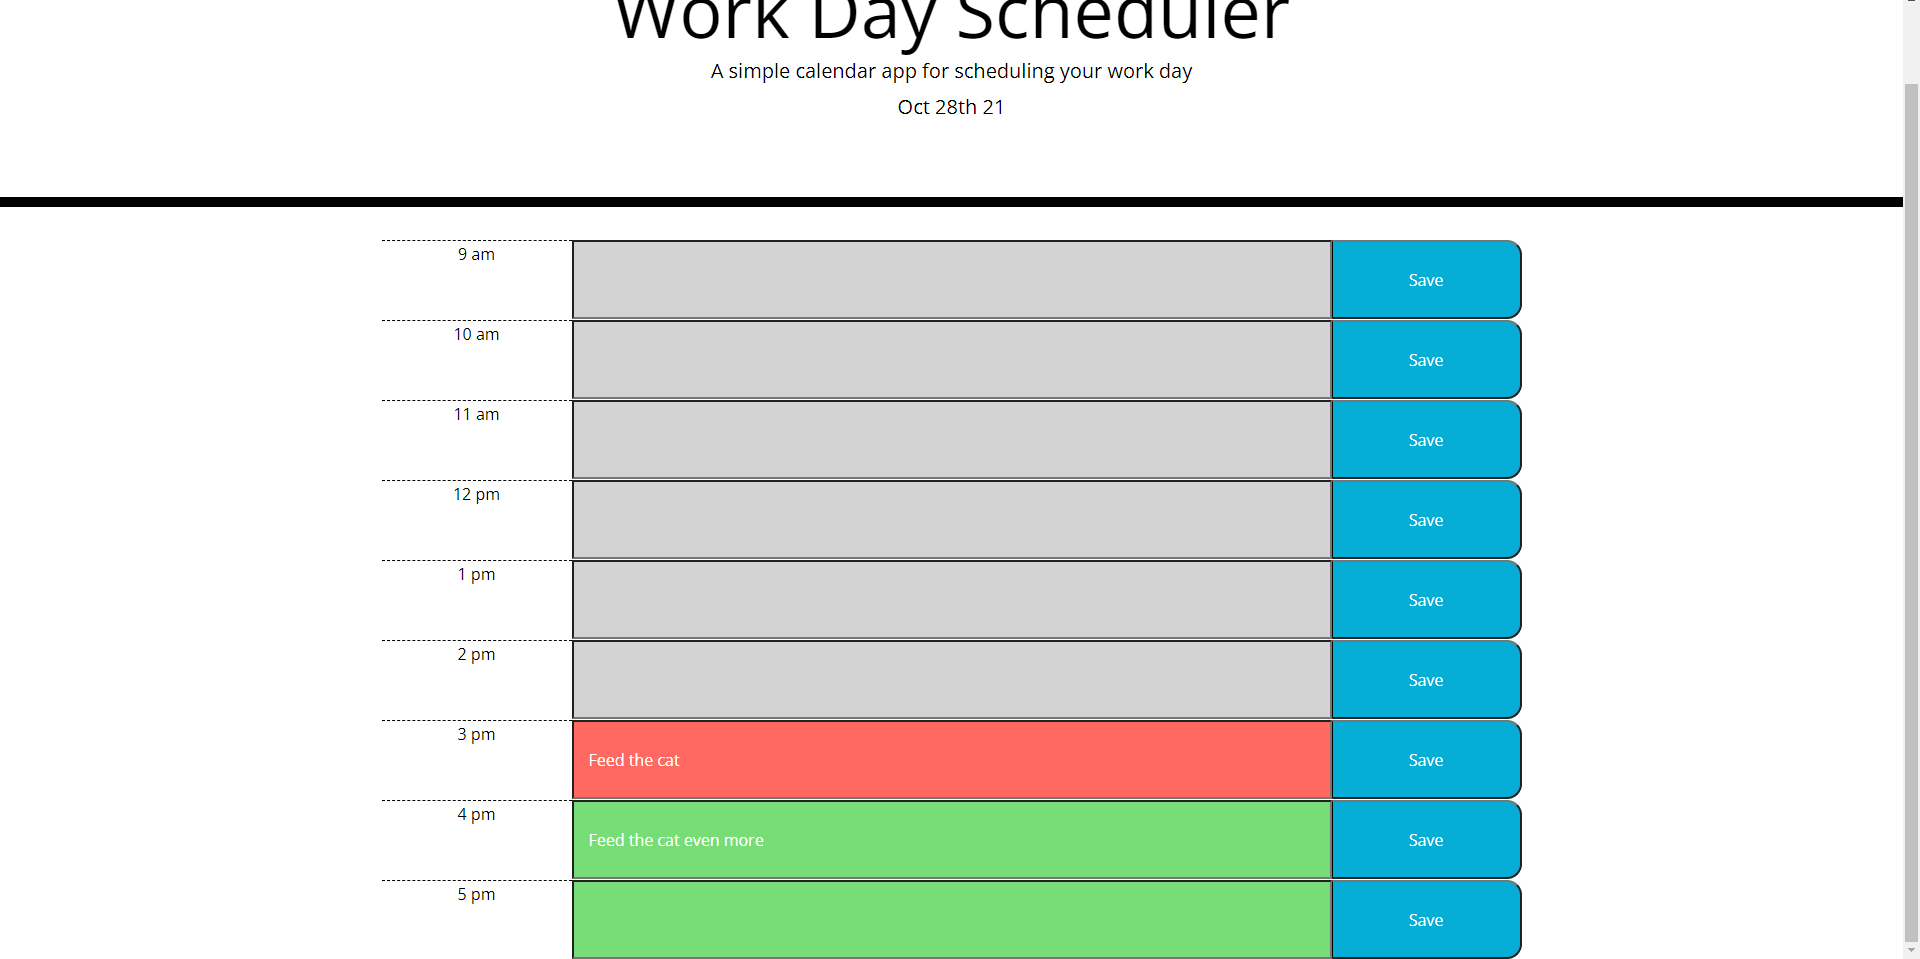 Work Day Scheduler
A simple calendar app for scheduling your work day
Oct 28th 21
9 am
Save
10 am
Save
11 am
Save
12 pm
Save
1 pm
Save
2 pm
Save
3 pm
Feed the cat
Save
4 pm
Feed the cat even more
Save
5 pm
Save